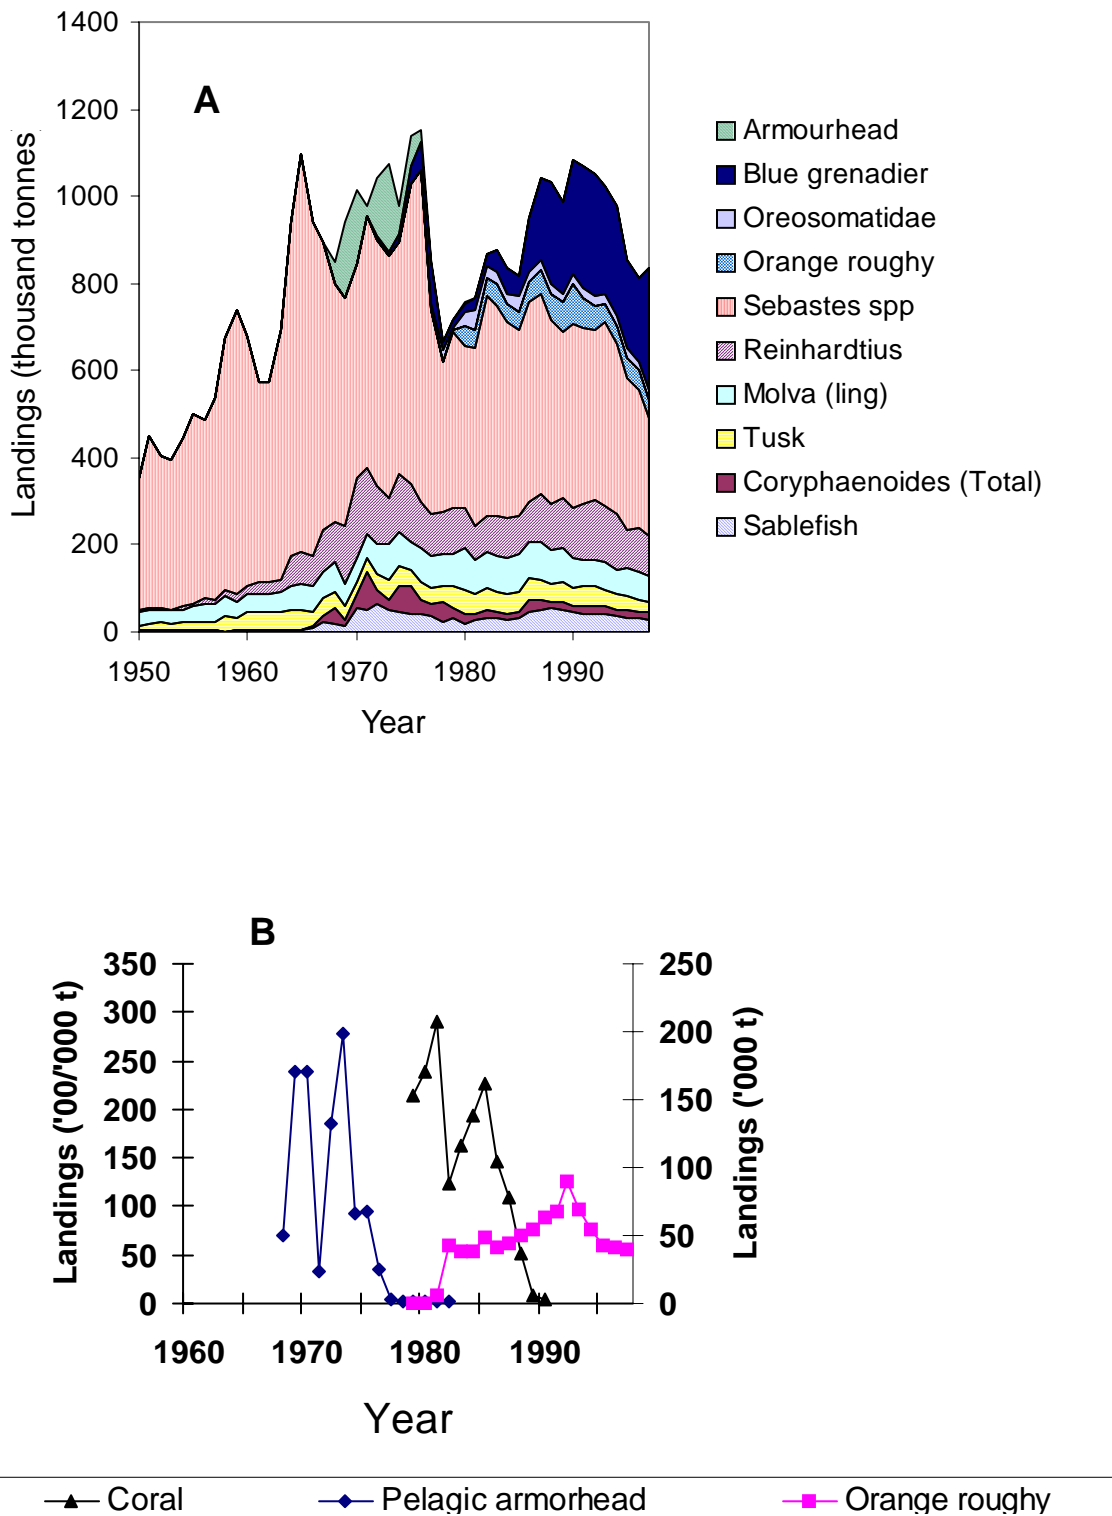 1400
1200
1000
800
600
400
200
0
Landings (thousand tonnes
A
1950 1960 1970 1980 1990
Year
Armourhead
Blue grenadier
Oreosomatidae
Orange roughy
Sebastes spp
Reinhardtius
Molva (ling)
Tusk
Coryphaenoides (Total)
Sablefish
B
350
300
250
200
150
100
50
0
Landings ('00/'000 t)
250
200
150
100
50
0
Landings ('000 t)
1960 1970 1980 1990
Year
Coral Pelagic armorhead Orange roughy